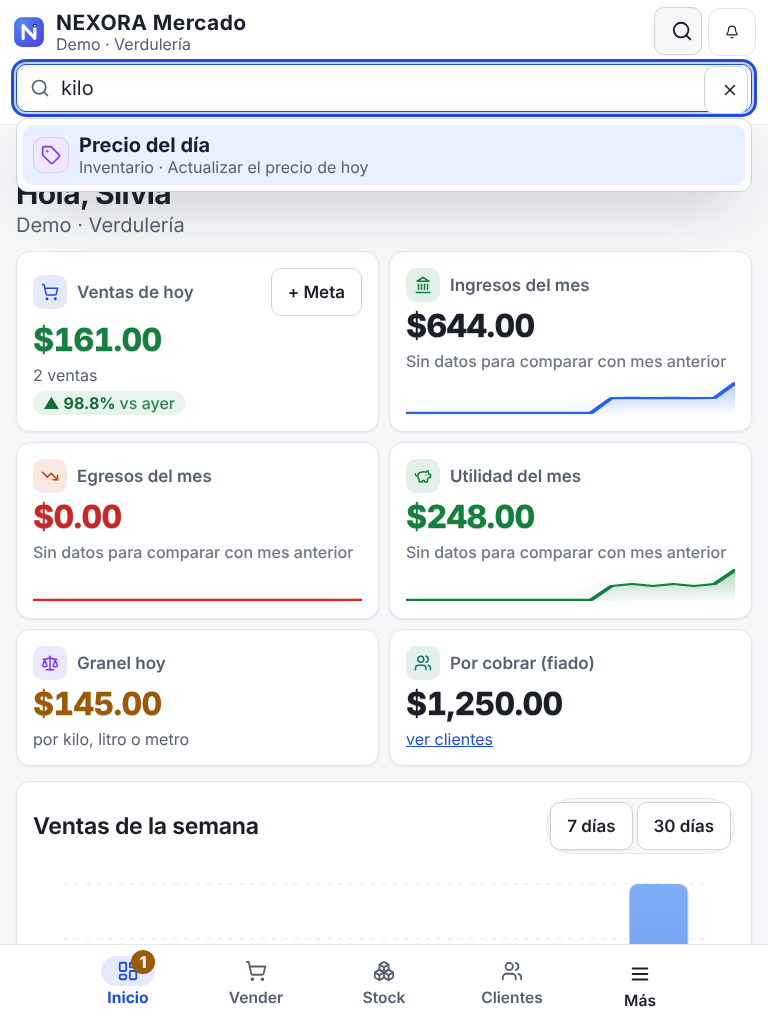 N NEXORA Mercado
Demo · Verdulería
kilo
Precio del día
Inventario · Actualizar el precio de hoy
Hola, Silvia
Demo · Verdulería
Ventas de hoy
+ Meta
$161.00
2 ventas
▲ 98.8% vs ayer
Ingresos del mes
$644.00
Sin datos para comparar con mes anterior
Egresos del mes
$0.00
Sin datos para comparar con mes anterior
Utilidad del mes
$248.00
Sin datos para comparar con mes anterior
Granel hoy
$145.00
por kilo, litro o metro
Por cobrar (fiado)
$1,250.00
ver clientes
Ventas de la semana
7 días
30 días
1
Inicio
Vender
Stock
Clientes
Más